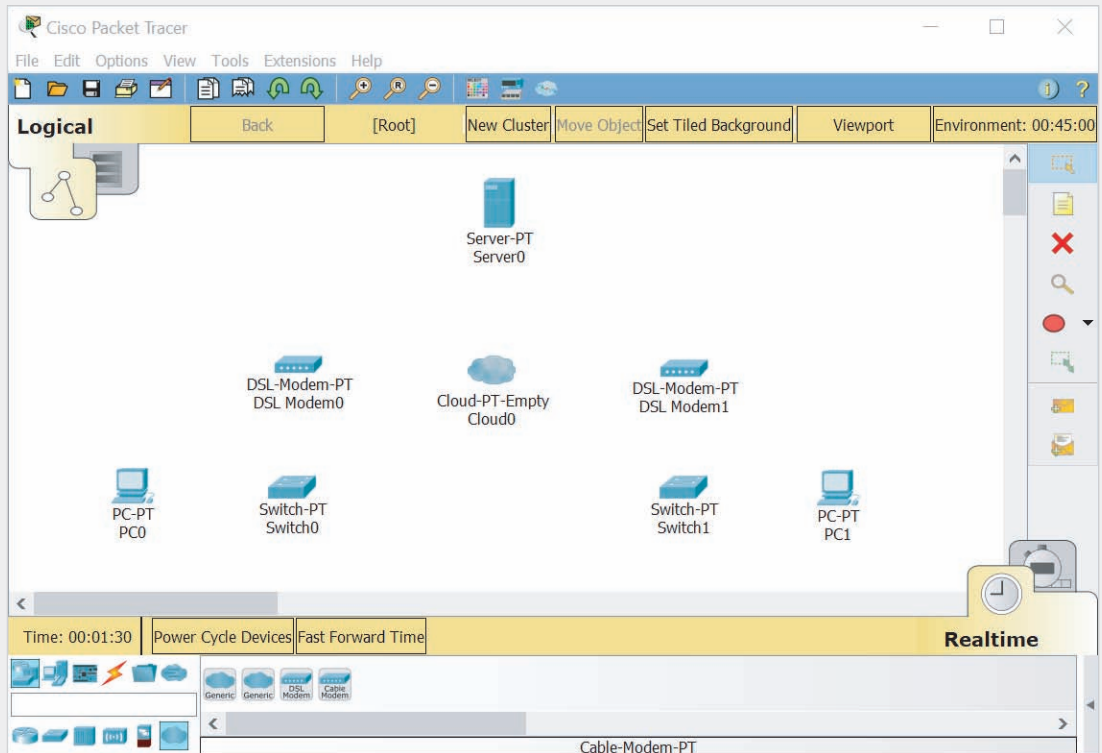 Cisco Packet Tracer
File Edit Options View Tools Extensions Help
Logical
Back
[Root]
New Cluster
Move Object
Set Tiled Background
Viewport
Environment: 00:45:00
Server-PT
Server0
DSL-Modem-PT
DSL Modem0
Cloud-PT-Empty
Cloud0
DSL-Modem-PT
DSL Modem1
PC-PT
PC0
Switch-PT
Switch0
Switch-PT
Switch1
PC-PT
PC1
Time: 00:01:30
Power Cycle Devices
Fast Forward Time
Realtime
Generic
Generic
DSL
Modem
Cable
Modem
Cable-Modem-PT